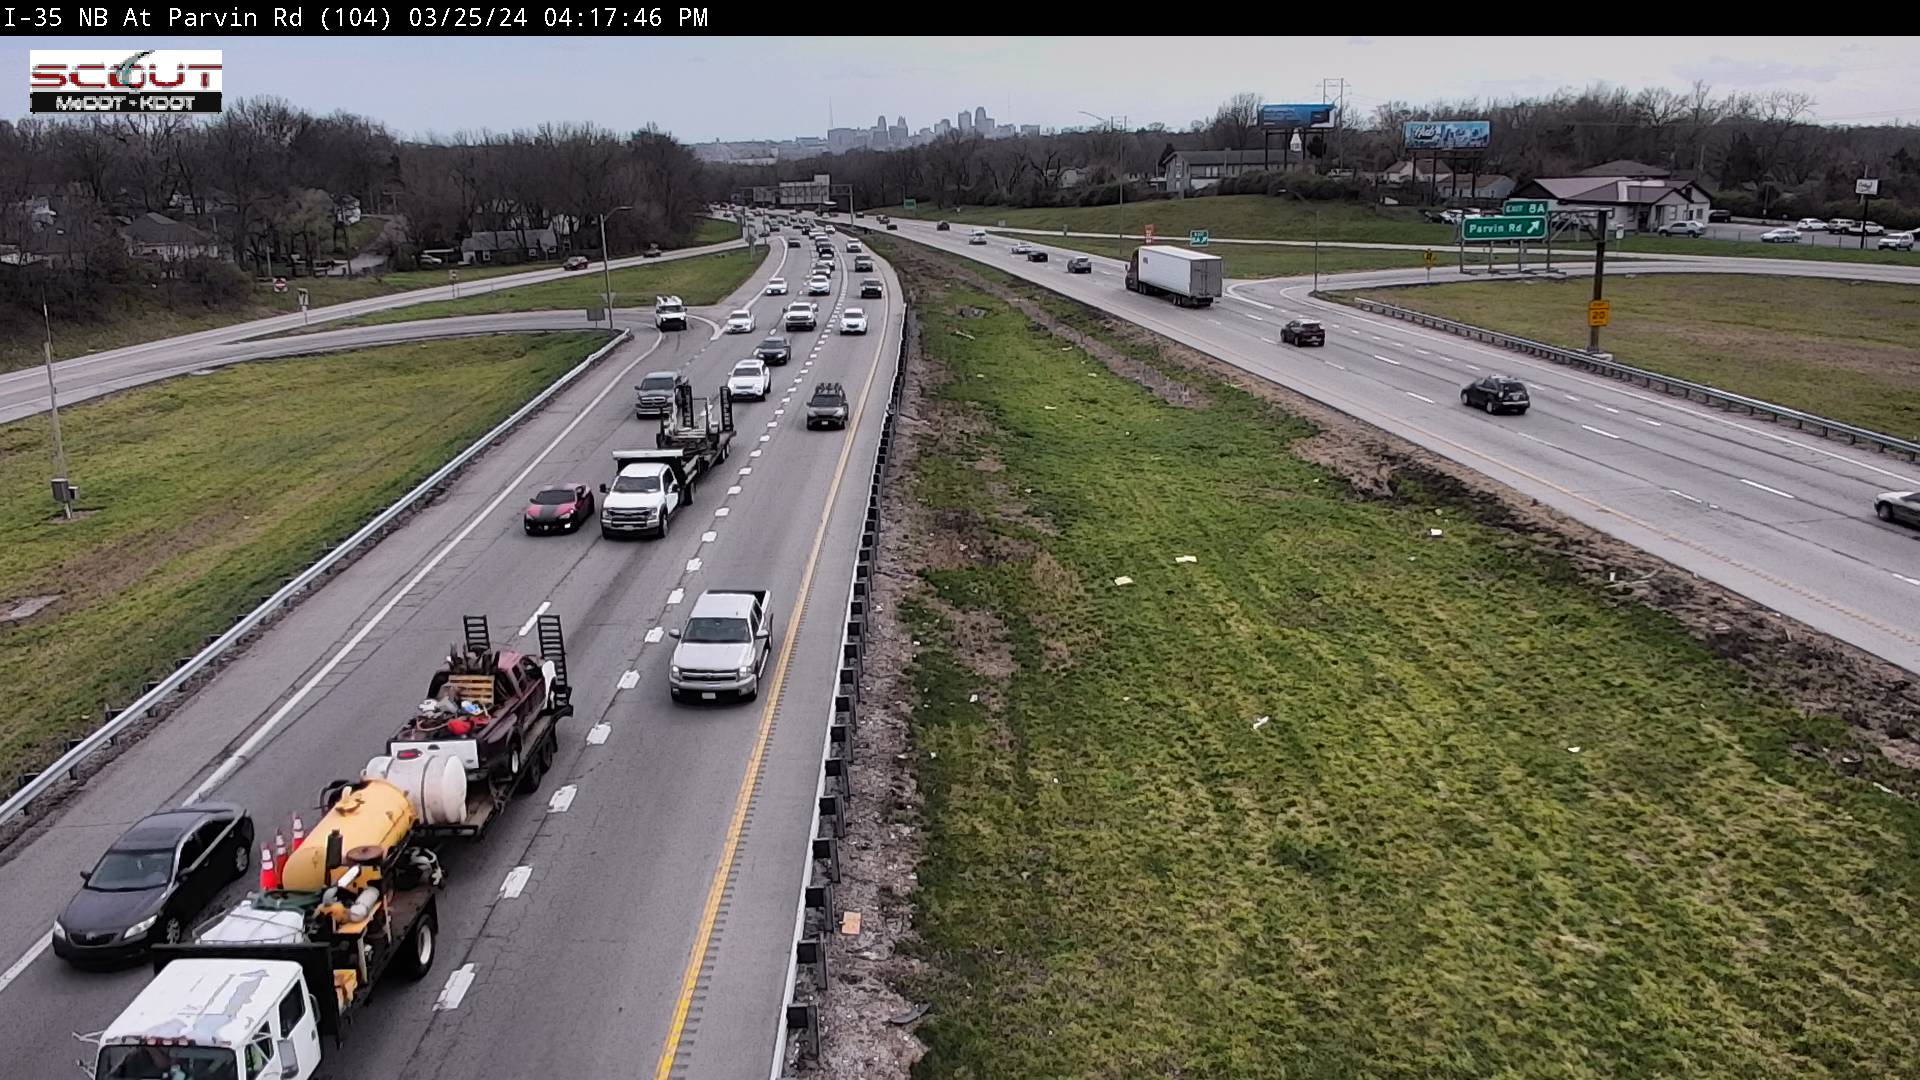 I-35 NB At Parvin Rd (104) 03/25/24 04:17:46 PM
SCOUT
MoDOT - KDOT
EXIT 8A
Parvin Rd
EXIT
20